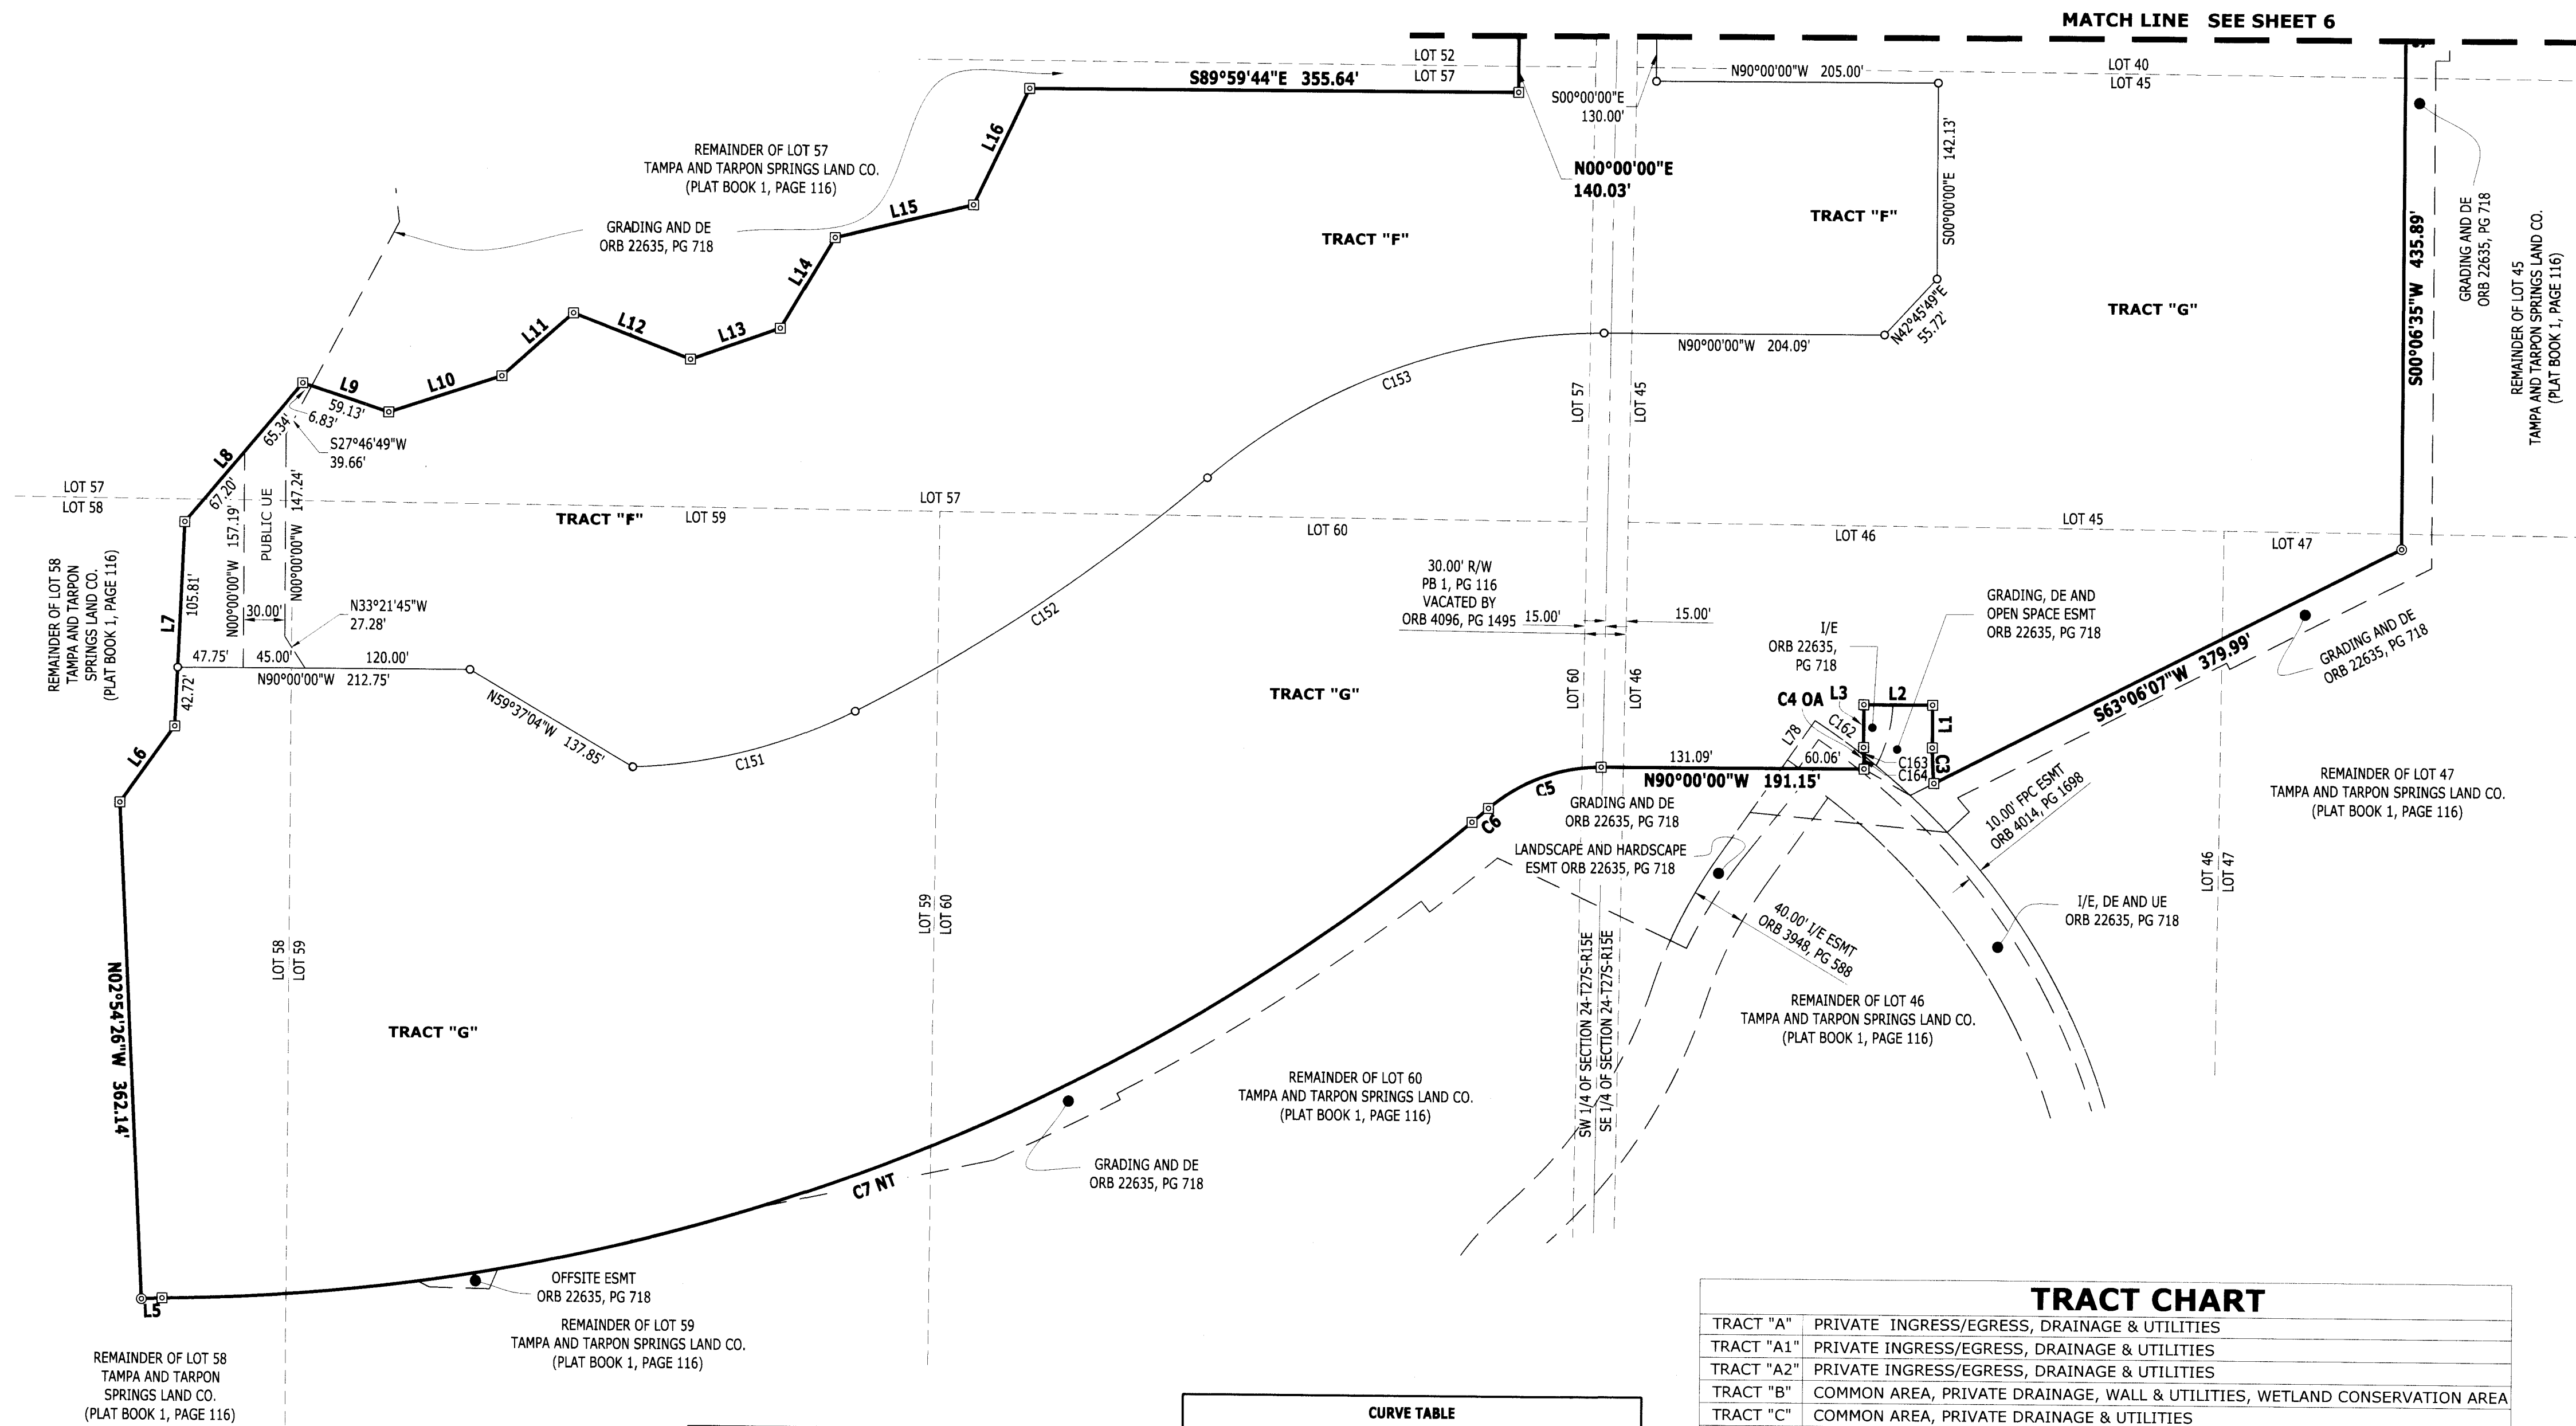 MATCH LINE   SEE SHEET 6
LOT 52
LOT 57
S89°59'44"E   355.64'
N90°00'00"W   205.00'
LOT 40
LOT 45
S00°00'00"E
130.00'
N00°00'00"E
140.03'
S00°00'00"E   142.13'
TRACT "F"
TRACT "F"
N42°45'49"E
55.72'
N90°00'00"W   204.09'
TRACT "G"
S00°06'35"W   435.89'
GRADING AND DE
ORB 22635, PG 718
REMAINDER OF LOT 45
TAMPA AND TARPON SPRINGS LAND CO.
(PLAT BOOK 1, PAGE 116)
REMAINDER OF LOT 57
TAMPA AND TARPON SPRINGS LAND CO.
(PLAT BOOK 1, PAGE 116)
GRADING AND DE
ORB 22635, PG 718
L16
L15
L14
L13
L12
L11
L10
L9
59.13'
6.83'
65.34'
S27°46'49"W
39.66'
L8
67.20'
C153
LOT 57
LOT 45
LOT 57
LOT 58
REMAINDER OF LOT 58
TAMPA AND TARPON
SPRINGS LAND CO.
(PLAT BOOK 1, PAGE 116)
L7
105.81'
N00°00'00"W   157.19'
PUBLIC UE
N00°00'00"W   147.24'
30.00'
N33°21'45"W
27.28'
TRACT "F"
LOT 59
LOT 57
LOT 60
LOT 46
LOT 45
LOT 47
47.75'
45.00'
120.00'
N90°00'00"W   212.75'
42.72'
L6
N59°37'04"W   137.85'
C151
C152
30.00' R/W
PB 1, PG 116
VACATED BY
ORB 4096, PG 1495
15.00'
15.00'
TRACT "G"
LOT 60
LOT 46
I/E
ORB 22635,
PG 718
GRADING, DE AND
OPEN SPACE ESMT
ORB 22635, PG 718
C4 OA
L3
L2
L1
C3
C162
C163
C164
L78
131.09'
60.06'
N90°00'00"W   191.15'
S63°06'07"W   379.99'
GRADING AND DE
ORB 22635, PG 718
C5
C6
GRADING AND DE
ORB 22635, PG 718
LANDSCAPE AND HARDSCAPE
ESMT ORB 22635, PG 718
10.00' FPC ESMT
ORB 4014, PG 1698
REMAINDER OF LOT 47
TAMPA AND TARPON SPRINGS LAND CO.
(PLAT BOOK 1, PAGE 116)
LOT 46
LOT 47
I/E, DE AND UE
ORB 22635, PG 718
40.00' I/E ESMT
ORB 3948, PG 588
REMAINDER OF LOT 46
TAMPA AND TARPON SPRINGS LAND CO.
(PLAT BOOK 1, PAGE 116)
SW 1/4 OF SECTION 24-T27S-R15E
SE 1/4 OF SECTION 24-T27S-R15E
LOT 59
LOT 60
LOT 58
LOT 59
N02°54'26"W   362.14'
TRACT "G"
REMAINDER OF LOT 60
TAMPA AND TARPON SPRINGS LAND CO.
(PLAT BOOK 1, PAGE 116)
GRADING AND DE
ORB 22635, PG 718
C7 NT
L5
OFFSITE ESMT
ORB 22635, PG 718
REMAINDER OF LOT 59
TAMPA AND TARPON SPRINGS LAND CO.
(PLAT BOOK 1, PAGE 116)
REMAINDER OF LOT 58
TAMPA AND TARPON
SPRINGS LAND CO.
(PLAT BOOK 1, PAGE 116)
CURVE TABLE
TRACT CHART
TRACT "A"   PRIVATE INGRESS/EGRESS, DRAINAGE & UTILITIES
TRACT "A1"   PRIVATE INGRESS/EGRESS, DRAINAGE & UTILITIES
TRACT "A2"   PRIVATE INGRESS/EGRESS, DRAINAGE & UTILITIES
TRACT "B"   COMMON AREA, PRIVATE DRAINAGE, WALL & UTILITIES, WETLAND CONSERVATION AREA
TRACT "C"   COMMON AREA, PRIVATE DRAINAGE & UTILITIES